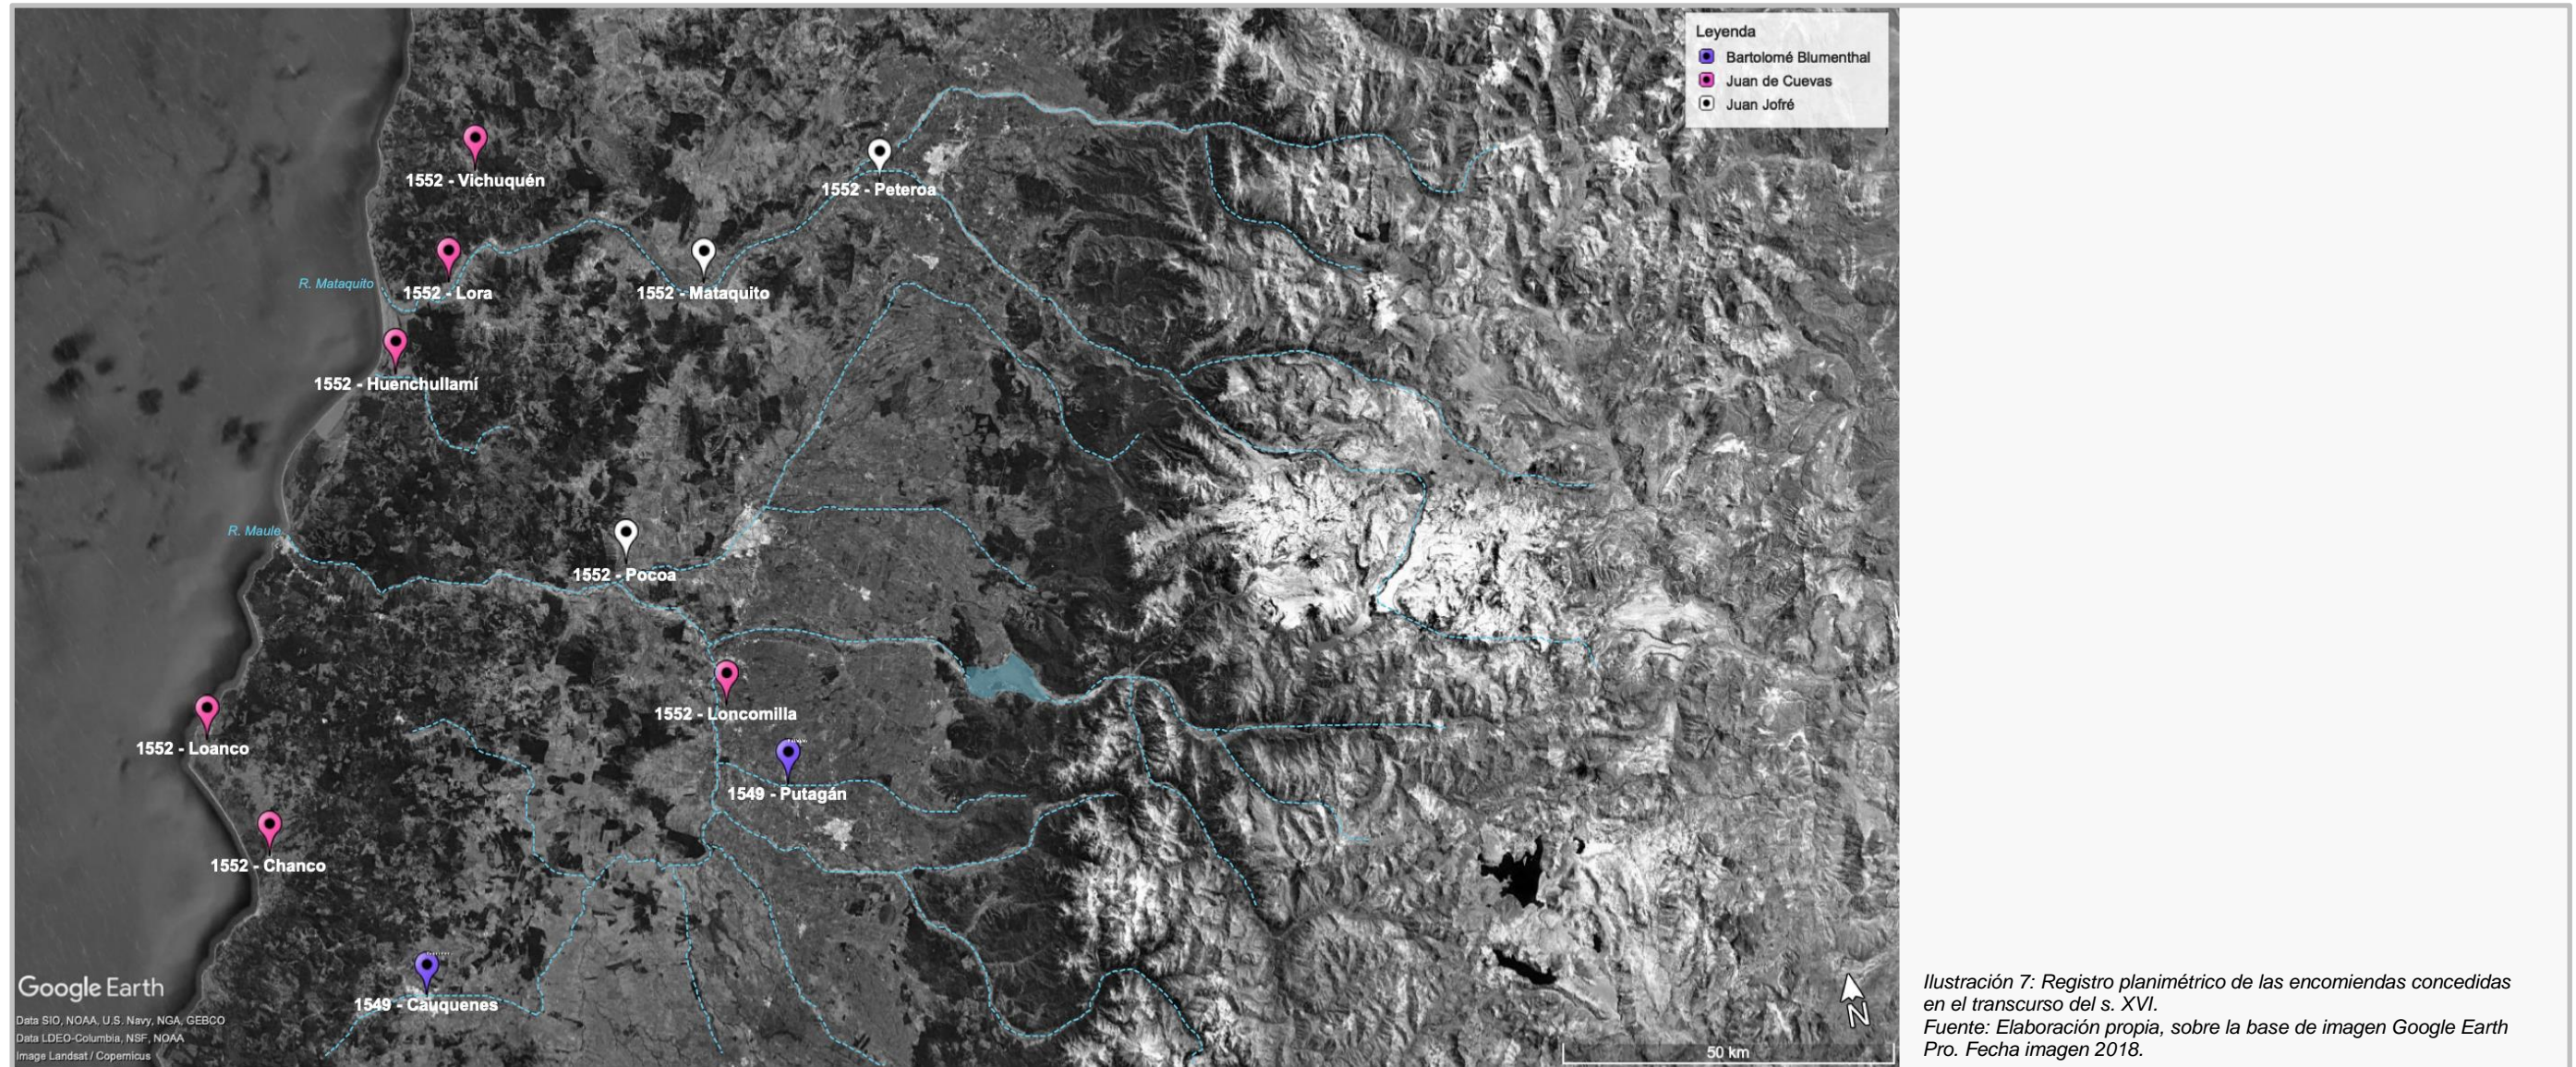 Leyenda
Bartolomé Blumenthal
Juan de Cuevas
Juan Jofré
1552 - Vichuquén
1552 - Peteroa
R. Mataquito
1552 - Lora
1552 - Mataquito
1552 - Huenchullamí
R. Maule
1552 - Pocoa
1552 - Loncomilla
1552 - Loanco
1549 - Putagán
1552 - Chanco
1549 - Cauquenes
Google Earth
Data SIO, NOAA, U.S. Navy, NGA, GEBCO
Data LDEO-Columbia, NSF, NOAA
Image Landsat / Copernicus
N
50 km
Ilustración 7: Registro planimétrico de las encomiendas concedidas
en el transcurso del s. XVI.
Fuente: Elaboración propia, sobre la base de imagen Google Earth
Pro. Fecha imagen 2018.